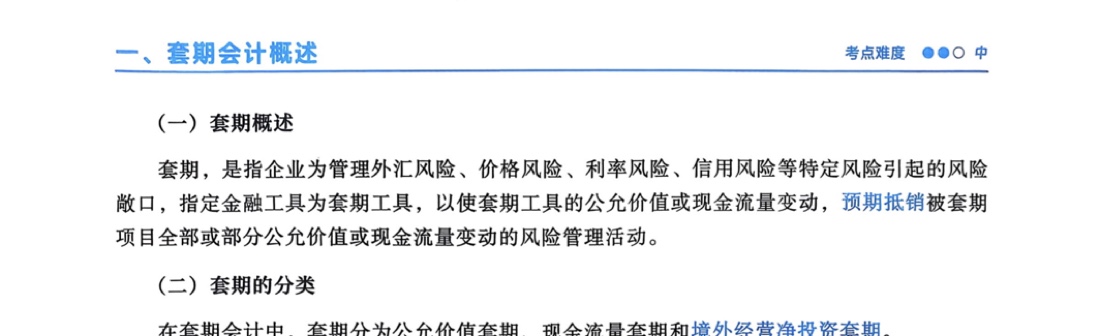 一、套期会计概述 考点难度 ●●○ 中
（一）套期概述
套期，是指企业为管理外汇风险、价格风险、利率风险、信用风险等特定风险引起的风险
敞口，指定金融工具为套期工具，以使套期工具的公允价值或现金流量变动，预期抵销被套期
项目全部或部分公允价值或现金流量变动的风险管理活动。
（二）套期的分类
在套期会计中，套期分为公允价值套期、现金流量套期和境外经营净投资套期。